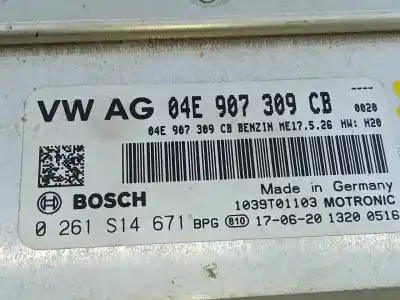 VW AG 04E 907 309 CB 0020
04E 907 309 CB BENZIN ME17.5.26 HW: H20
Made in Germany
BOSCH 1039T01103 MOTRONIC
0 261 S14 671 BPG 810 17-06-20 1320 0516